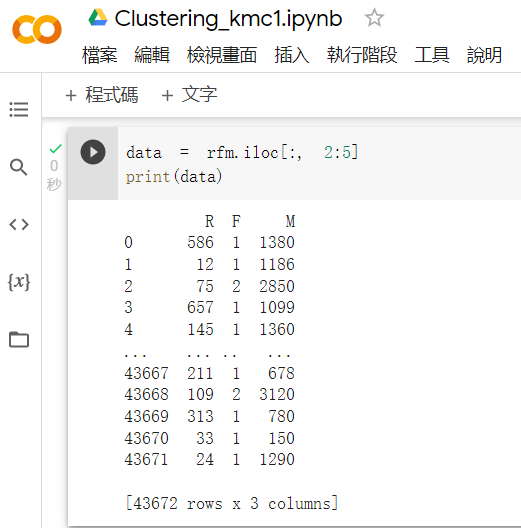 Clustering_kmc1.ipynb
檔案 編輯 檢視畫面 插入 執行階段 工具 說明
+ 程式碼 + 文字
data = rfm.iloc[:, 2:5]
print(data)
0
秒
R F M
0 586 1 1380
1 12 1 1186
2 75 2 2850
3 657 1 1099
4 145 1 1360
... ... .. ...
43667 211 1 678
43668 109 2 3120
43669 313 1 780
43670 33 1 150
43671 24 1 1290
[43672 rows x 3 columns]